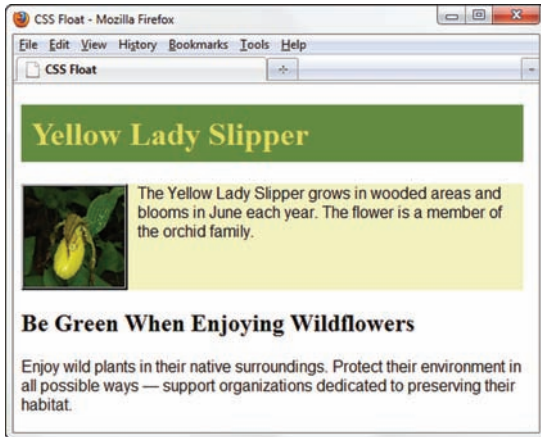 CSS Float - Mozilla Firefox
File Edit View History Bookmarks Tools Help
CSS Float
Yellow Lady Slipper
The Yellow Lady Slipper grows in wooded areas and
blooms in June each year. The flower is a member of
the orchid family.
Be Green When Enjoying Wildflowers
Enjoy wild plants in their native surroundings. Protect their environment in
all possible ways — support organizations dedicated to preserving their
habitat.